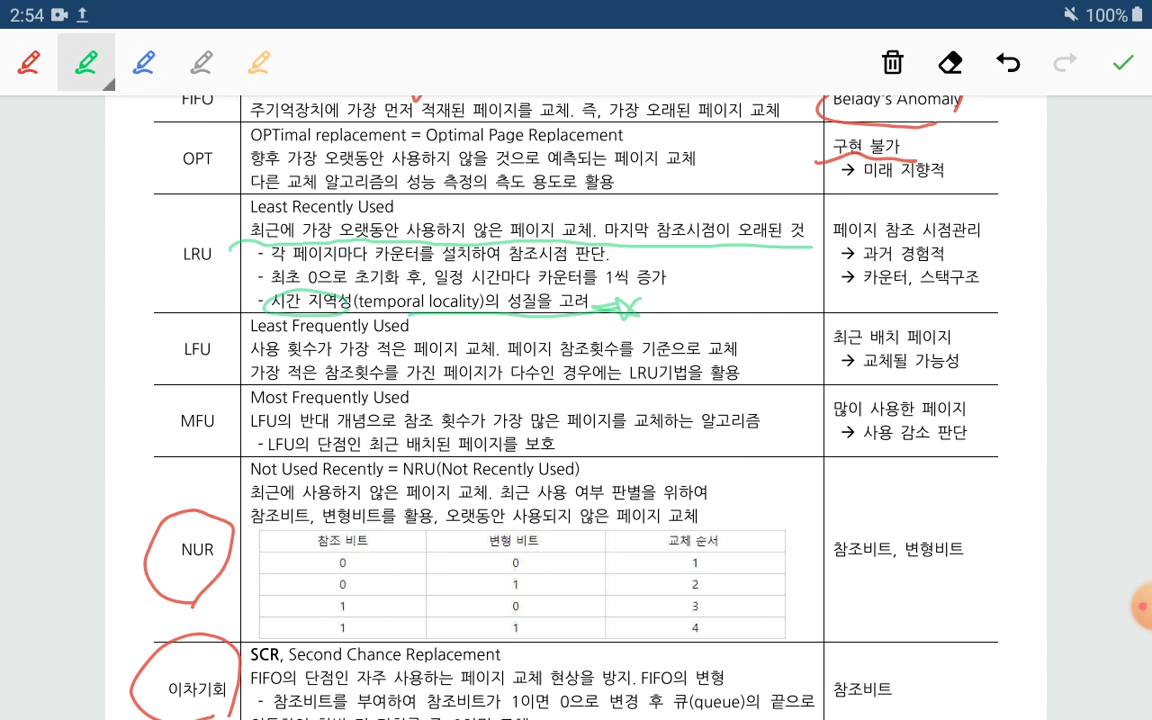 2:54
100%
FIFO
주기억장치에 가장 먼저 적재된 페이지를 교체. 즉, 가장 오래된 페이지 교체
Belady's Anomaly
OPT
OPTimal replacement = Optimal Page Replacement
향후 가장 오랫동안 사용하지 않을 것으로 예측되는 페이지 교체
다른 교체 알고리즘의 성능 측정의 측도 용도로 활용
구현 불가
→ 미래 지향적
LRU
Least Recently Used
최근에 가장 오랫동안 사용하지 않은 페이지 교체. 마지막 참조시점이 오래된 것
- 각 페이지마다 카운터를 설치하여 참조시점 판단.
- 최초 0으로 초기화 후, 일정 시간마다 카운터를 1씩 증가
- 시간 지역성(temporal locality)의 성질을 고려
페이지 참조 시점관리
→ 과거 경험적
→ 카운터, 스택구조
LFU
Least Frequently Used
사용 횟수가 가장 적은 페이지 교체. 페이지 참조횟수를 기준으로 교체
가장 적은 참조횟수를 가진 페이지가 다수인 경우에는 LRU기법을 활용
최근 배치 페이지
→ 교체될 가능성
MFU
Most Frequently Used
LFU의 반대 개념으로 참조 횟수가 가장 많은 페이지를 교체하는 알고리즘
- LFU의 단점인 최근 배치된 페이지를 보호
많이 사용한 페이지
→ 사용 감소 판단
NUR
Not Used Recently = NRU(Not Recently Used)
최근에 사용하지 않은 페이지 교체. 최근 사용 여부 판별을 위하여
참조비트, 변형비트를 활용, 오랫동안 사용되지 않은 페이지 교체
참조 비트 변형 비트 교체 순서
0 0 1
0 1 2
1 0 3
1 1 4
참조비트, 변형비트
이차기회
SCR, Second Chance Replacement
FIFO의 단점인 자주 사용하는 페이지 교체 현상을 방지. FIFO의 변형
- 참조비트를 부여하여 참조비트가 1이면 0으로 변경 후 큐(queue)의 끝으로
참조비트